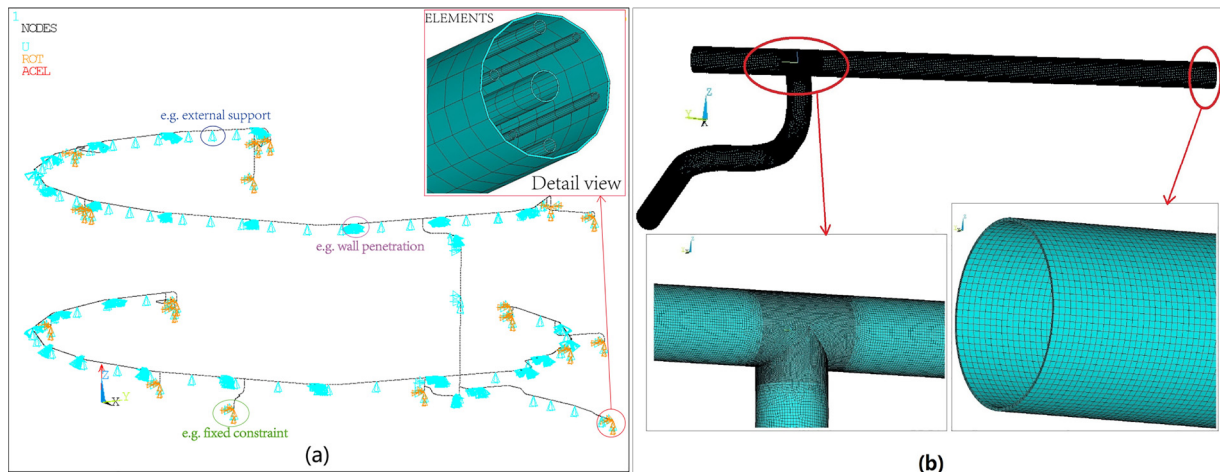 1
NODES
U
ROT
ACEL
ELEMENTS
e.g. external support
Detail view
e.g. wall penetration
Z
X
Y
e.g. fixed constraint
(a)
Z
Y
X
Z
Z
(b)